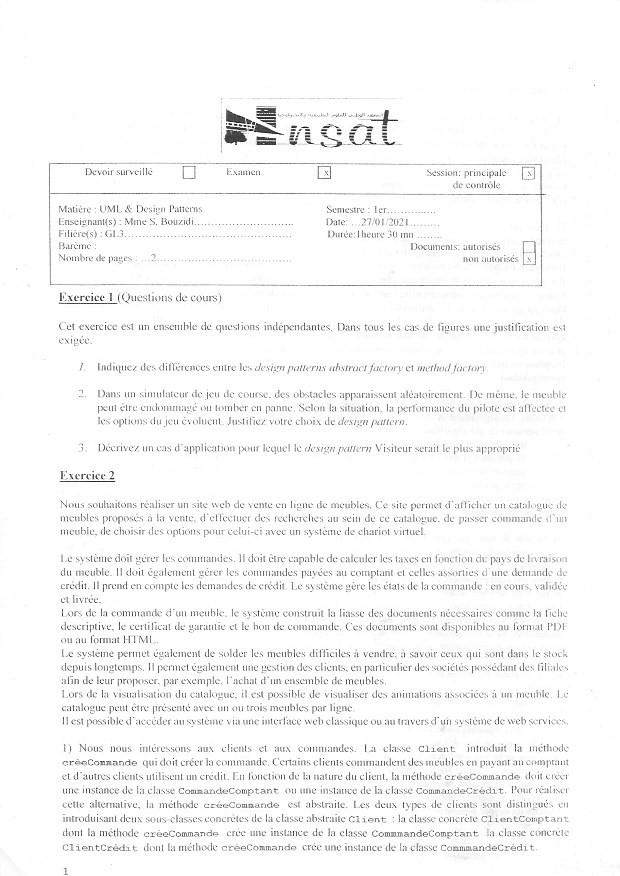 المعهد الوطني للعلوم التطبيقية والتكنولوجيا
Insat
Devoir surveillé Examen x Session: principale x
de contrôle
Matière : UML & Design Patterns Semestre : 1er..............
Enseignant(s) : Mme S. Bouzidi........................... Date: ...27/01/2021.........
Filière(s) : GL3................................................ Durée:1heure 30 mn ........
Barème : Documents: autorisés
Nombre de pages : ...2..................................... non autorisés x
Exercice 1 (Questions de cours)
Cet exercice est un ensemble de questions indépendantes. Dans tous les cas de figures une justification est
exigée.
1. Indiquez des différences entre les design patterns abstract factory et method factory
2. Dans un simulateur de jeu de course, des obstacles apparaissent aléatoirement. De même, le meuble
peut être endommagé ou tomber en panne. Selon la situation, la performance du pilote est affectée et
les options du jeu évoluent. Justifiez votre choix de design pattern.
3. Décrivez un cas d'application pour lequel le design pattern Visiteur serait le plus approprié
Exercice 2
Nous souhaitons réaliser un site web de vente en ligne de meubles. Ce site permet d'afficher un catalogue de
meubles proposés à la vente, d'effectuer des recherches au sein de ce catalogue, de passer commande d'un
meuble, de choisir des options pour celui-ci avec un système de chariot virtuel.
Le système doit gérer les commandes. Il doit être capable de calculer les taxes en fonction du pays de livraison
du meuble. Il doit également gérer les commandes payées au comptant et celles assorties d'une demande de
crédit. Il prend en compte les demandes de crédit. Le système gère les états de la commande : en cours, validée
et livrée.
Lors de la commande d'un meuble, le système construit la liasse des documents nécessaires comme la fiche
descriptive, le certificat de garantie et le bon de commande. Ces documents sont disponibles au format PDF
ou au format HTML.
Le système permet également de solder les meubles difficiles à vendre, à savoir ceux qui sont dans le stock
depuis longtemps. Il permet également une gestion des clients, en particulier des sociétés possédant des filiales
afin de leur proposer, par exemple, l'achat d'un ensemble de meubles.
Lors de la visualisation du catalogue, il est possible de visualiser des animations associées à un meuble. Le
catalogue peut être présenté avec un ou trois meubles par ligne.
Il est possible d'accéder au système via une interface web classique ou au travers d'un système de web services.
1) Nous nous intéressons aux clients et aux commandes. La classe Client introduit la méthode
créeCommande qui doit créer la commande. Certains clients commandent des meubles en payant au comptant
et d'autres clients utilisent un crédit. En fonction de la nature du client, la méthode créeCommande doit créer
une instance de la classe CommandeComptant ou une instance de la classe CommandeCrédit. Pour réaliser
cette alternative, la méthode créeCommande est abstraite. Les deux types de clients sont distingués en
introduisant deux sous-classes concrètes de la classe abstraite Client : la classe concrète ClientComptant
dont la méthode créeCommande crée une instance de la classe CommmandeComptant la classe concrète
ClientCrédit dont la méthode créeCommande crée une instance de la classe CommmandeCrédit.
1